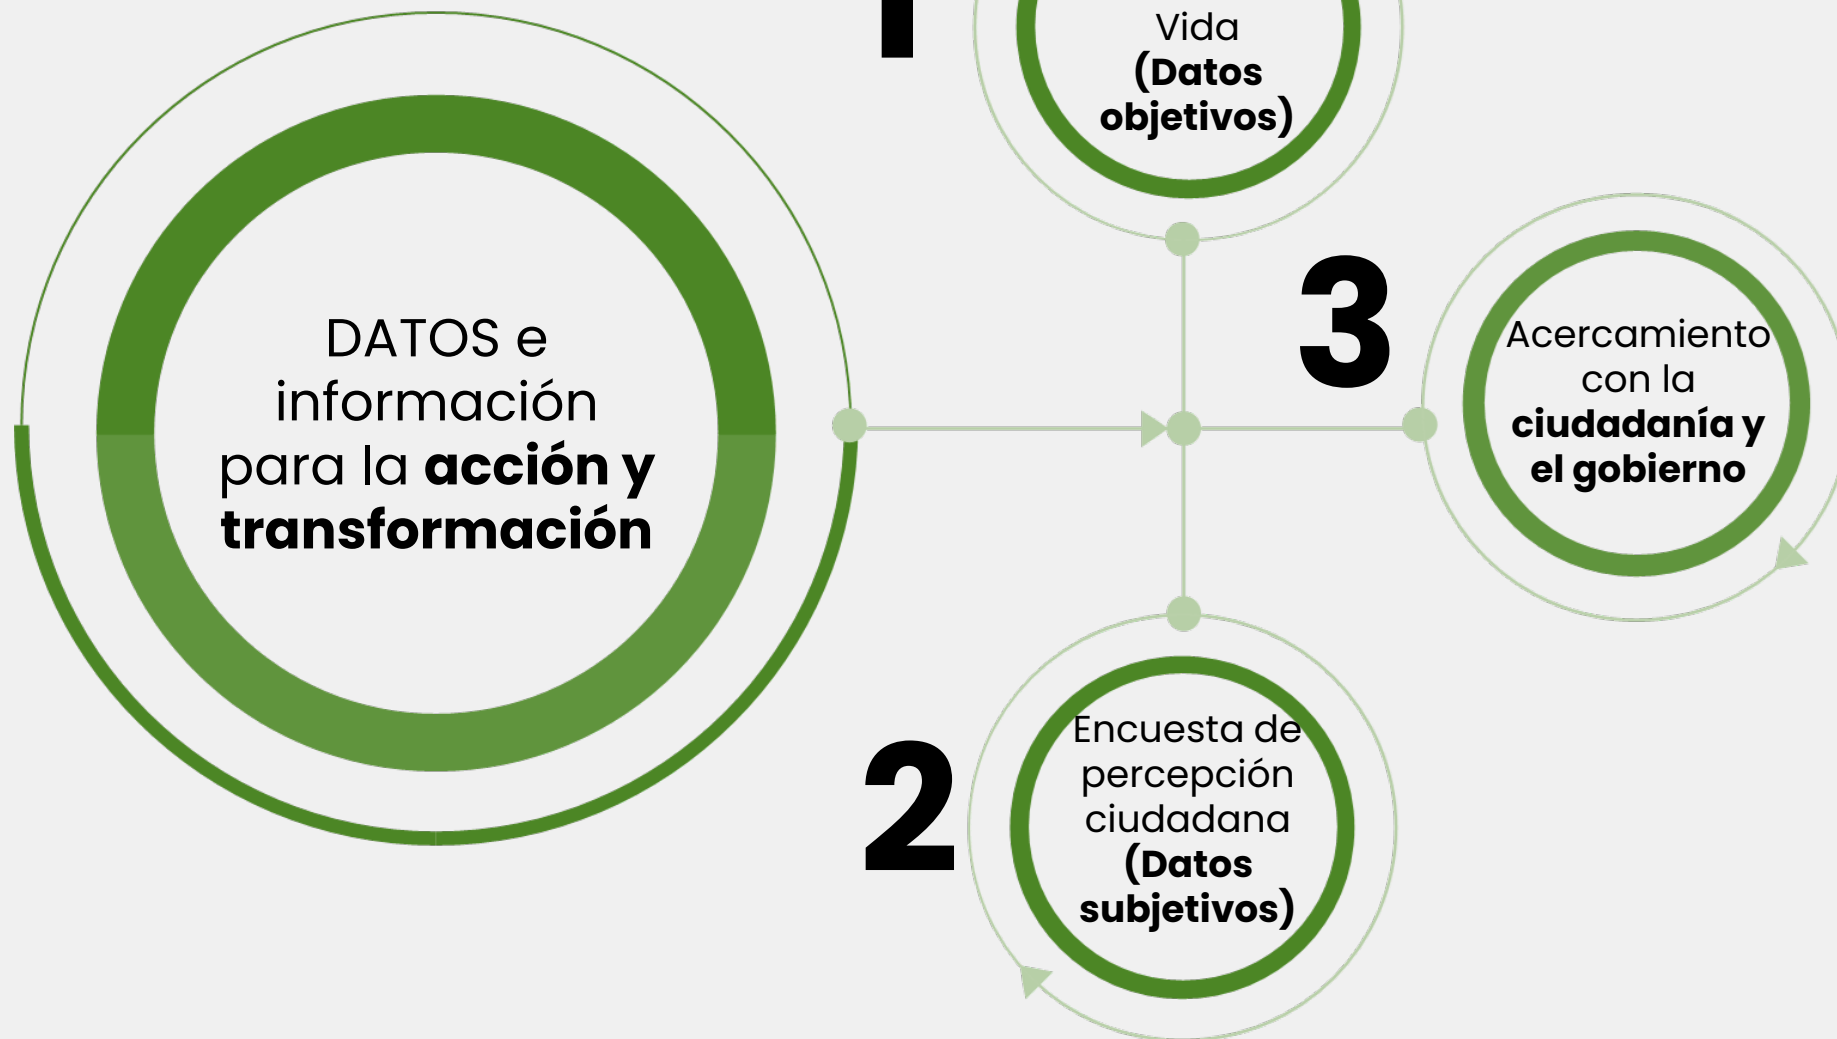 DATOS e
información
para la acción y
transformación
1
Vida
(Datos
objetivos)
2
Encuesta de
percepción
ciudadana
(Datos
subjetivos)
3
Acercamiento
con la
ciudadanía y
el gobierno